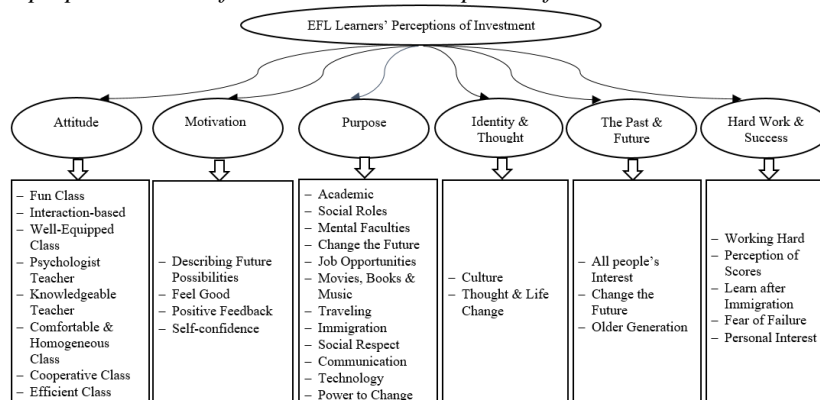 EFL Learners' Perceptions of Investment
Attitude
Motivation
Purpose
Identity &
Thought
The Past &
Future
Hard Work &
Success
– Fun Class
– Interaction-based
– Well-Equipped
Class
– Psychologist
Teacher
– Knowledgeable
Teacher
– Comfortable &
Homogeneous
Class
– Cooperative Class
– Efficient Class
– Describing Future
Possibilities
– Feel Good
– Positive Feedback
– Self-confidence
– Academic
– Social Roles
– Mental Faculties
– Change the Future
– Job Opportunities
– Movies, Books &
Music
– Traveling
– Immigration
– Social Respect
– Communication
– Technology
– Power to Change
– Culture
– Thought & Life
Change
– All people's
Interest
– Change the
Future
– Older Generation
– Working Hard
– Perception of
Scores
– Learn after
Immigration
– Fear of Failure
– Personal Interest